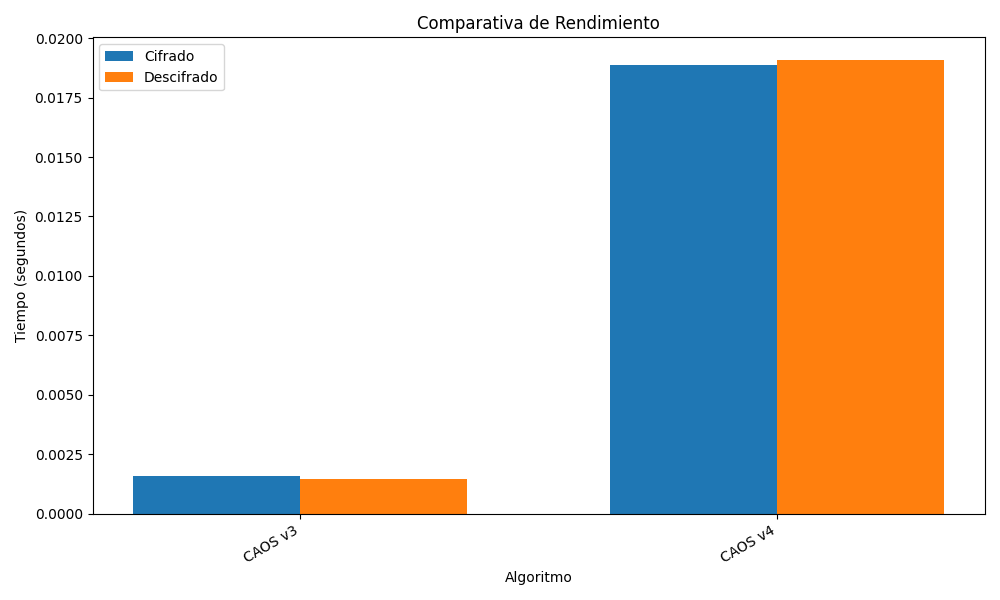 Comparativa de Rendimiento
Cifrado
Descifrado
0.0200
0.0175
0.0150
0.0125
0.0100
0.0075
0.0050
0.0025
0.0000
Tiempo (segundos)
CAOS v3
CAOS v4
Algoritmo